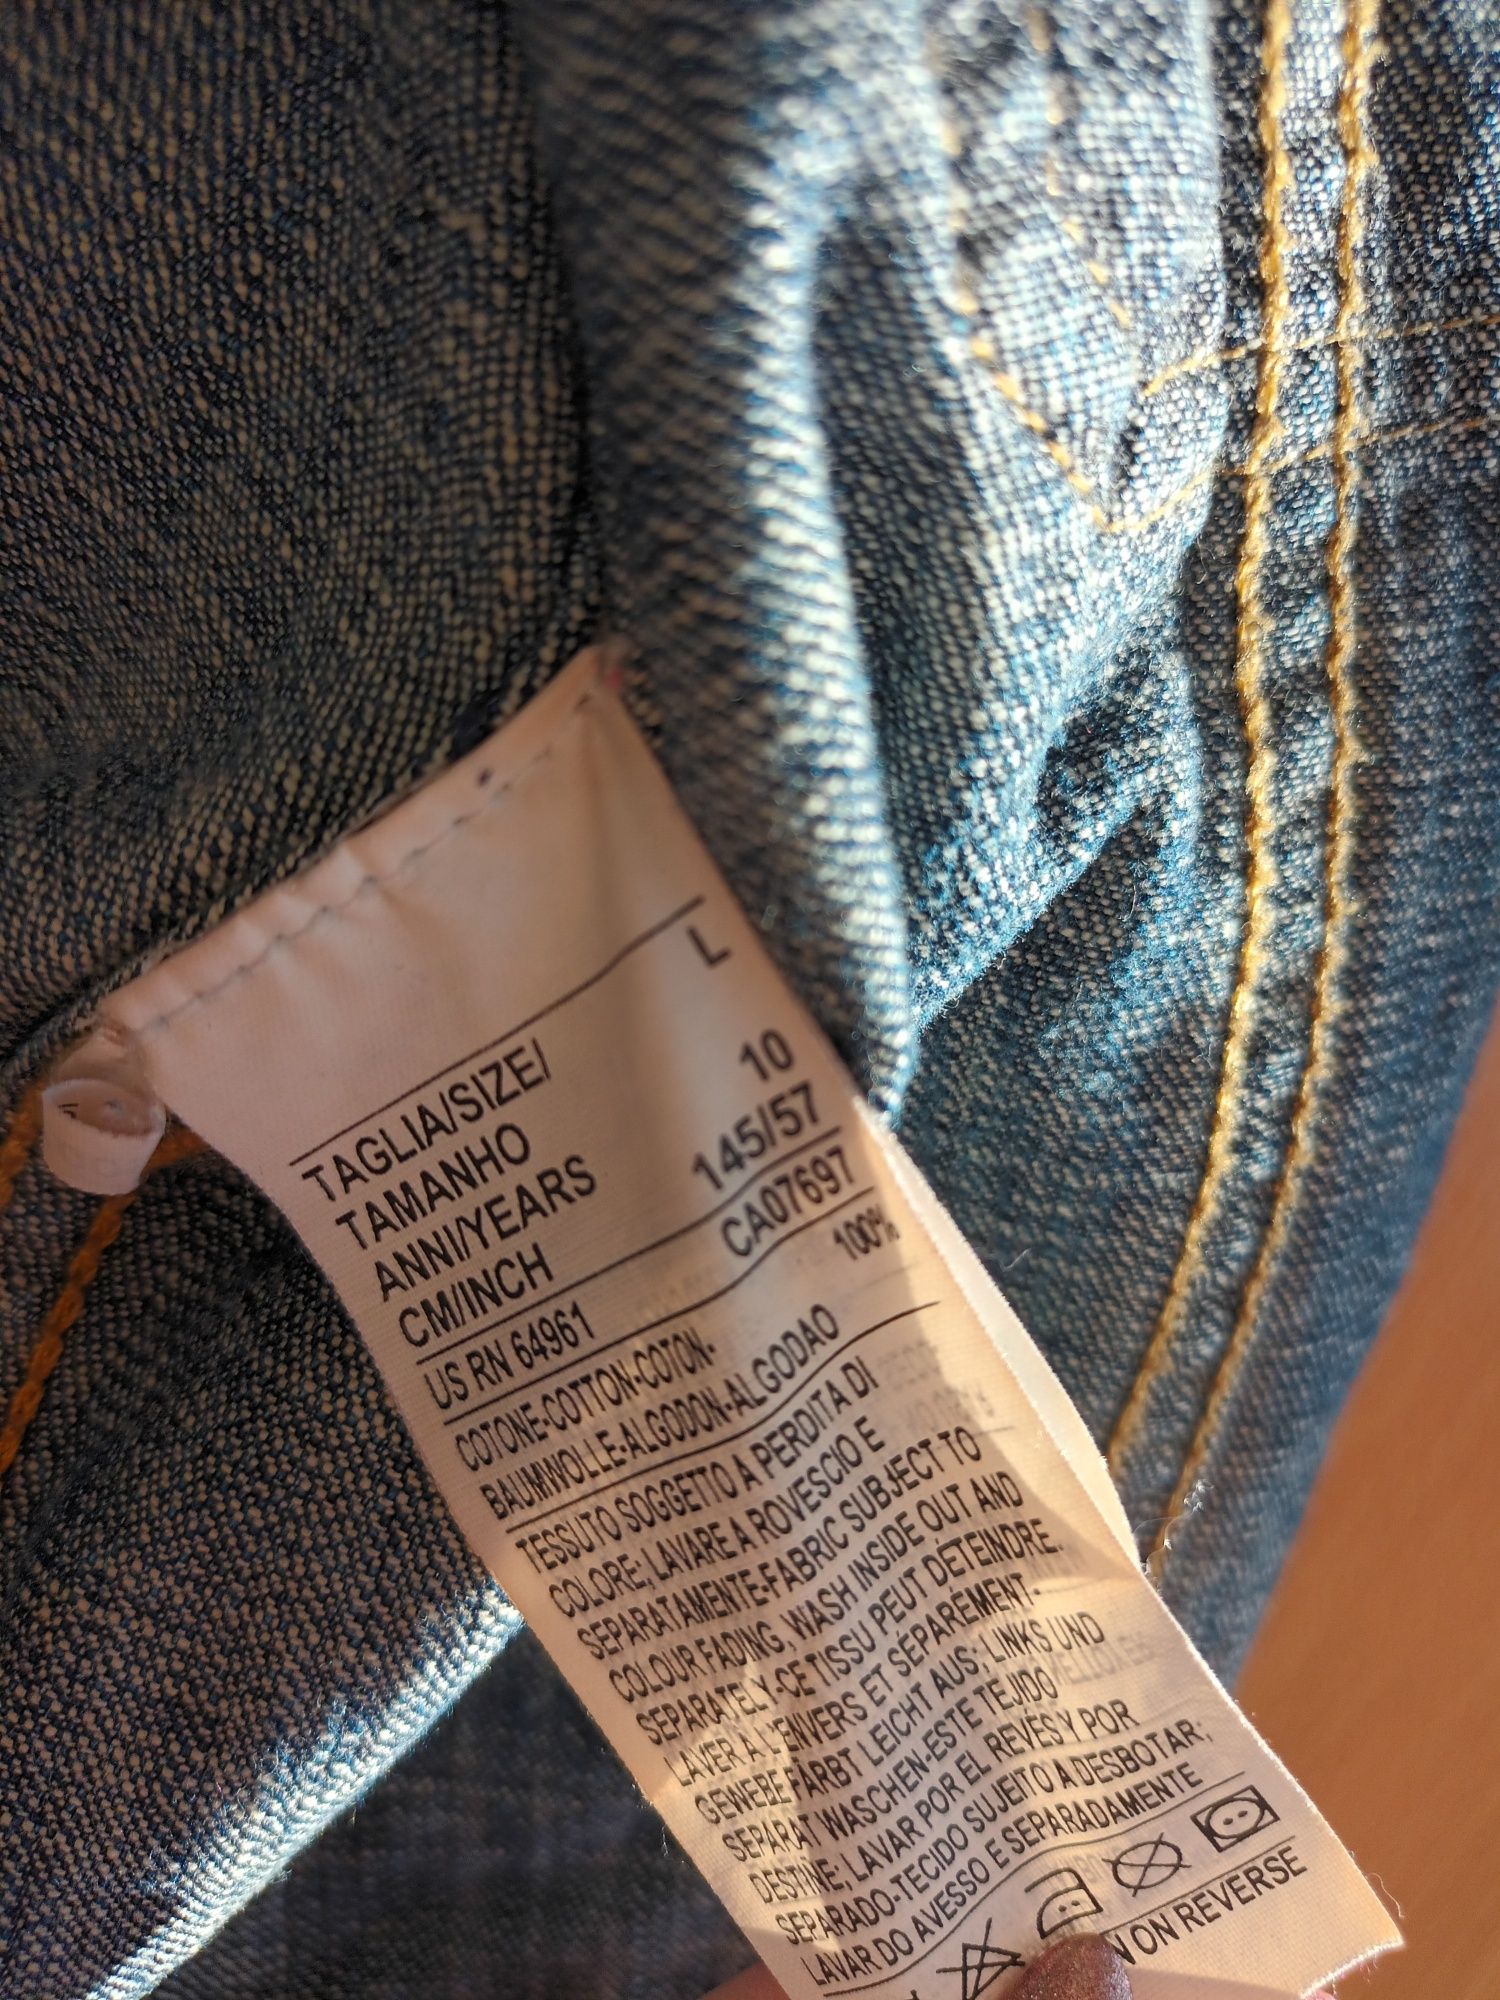 TAGLIA/SIZE/ L
TAMANHO
ANNI/YEARS 10
CM/INCH 145/57
US RN 64961 CA07697
COTONE-COTTON-COTON- 100%
BAUMWOLLE-ALGODON-ALGODAO
TESSUTO SOGGETTO A PERDITA DI
COLORE; LAVARE A ROVESCIO E
SEPARATAMENTE-FABRIC SUBJECT TO
COLOUR FADING, WASH INSIDE OUT AND
SEPARATELY-CE TISSU PEUT DÉTEINDRE.
LAVER A L'ENVERS ET SÉPARÉMENT-
GEWEBE FÄRBT LEICHT AUS; LINKS UND
SEPARAT WASCHEN-ESTE TEJIDO
DESTIÑE; LAVAR POR EL REVÉS Y POR
SEPARADO-TECIDO SUJEITO A DESBOTAR;
LAVAR DO AVESSO E SEPARADAMENTE
ON REVERSE